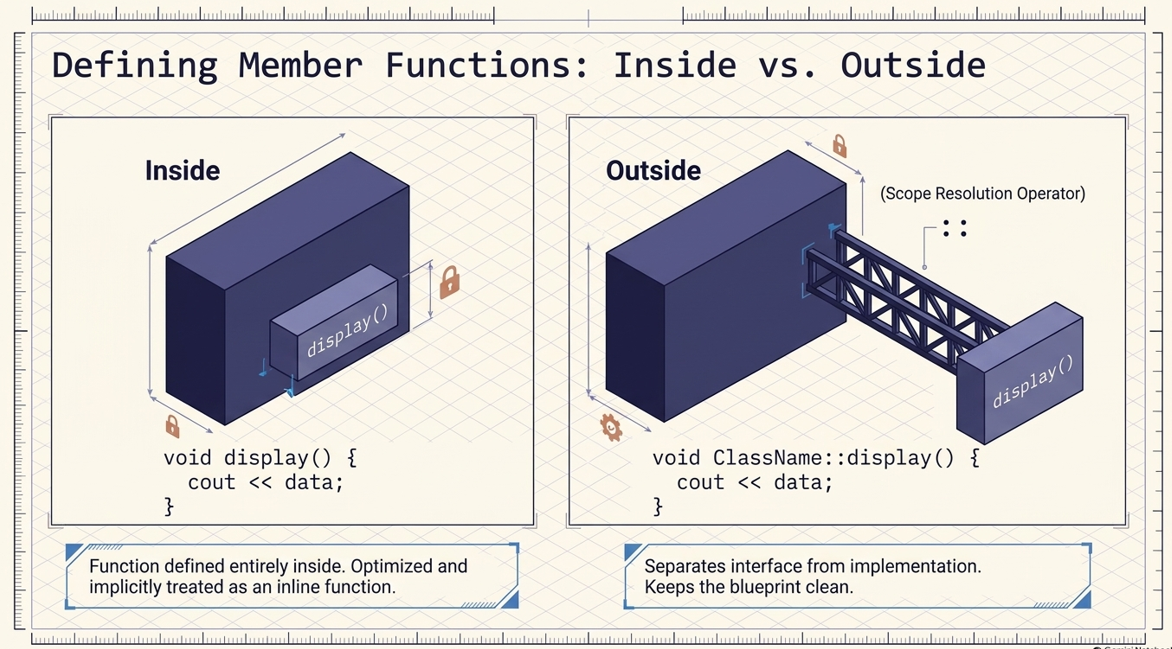 Defining Member Functions: Inside vs. Outside
Inside
display()
void display() {
  cout << data;
}
Function defined entirely inside. Optimized and
implicitly treated as an inline function.
Outside
(Scope Resolution Operator)
::
display()
void ClassName::display() {
  cout << data;
}
Separates interface from implementation.
Keeps the blueprint clean.